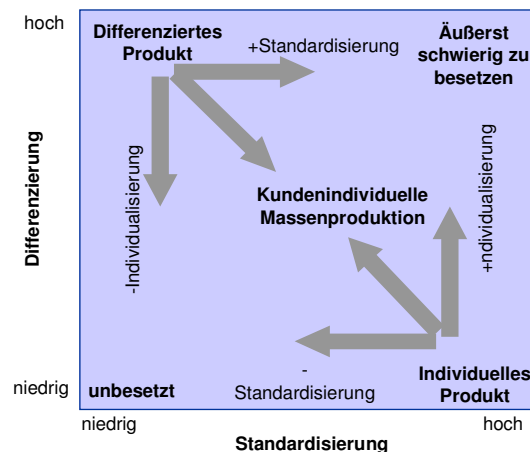 hoch
Differenziertes
Produkt
+Standardisierung
Äußerst
schwierig zu
besetzen
Differenzierung
-Individualisierung
Kundenindividuelle
Massenproduktion
+ndividualisierung
niedrig
unbesetzt
-
Standardisierung
Individuelles
Produkt
niedrig
hoch
Standardisierung